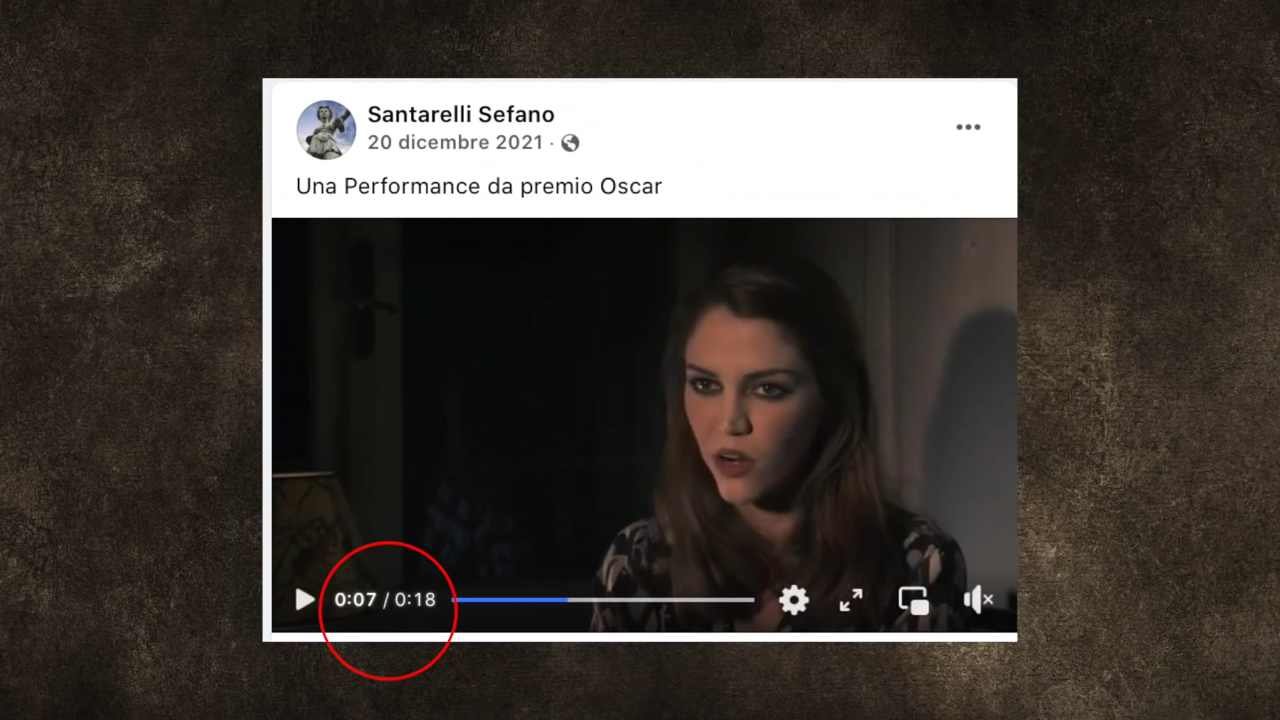 Santarelli Sefano
20 dicembre 2021 ·
Una Performance da premio Oscar
0:07 / 0:18